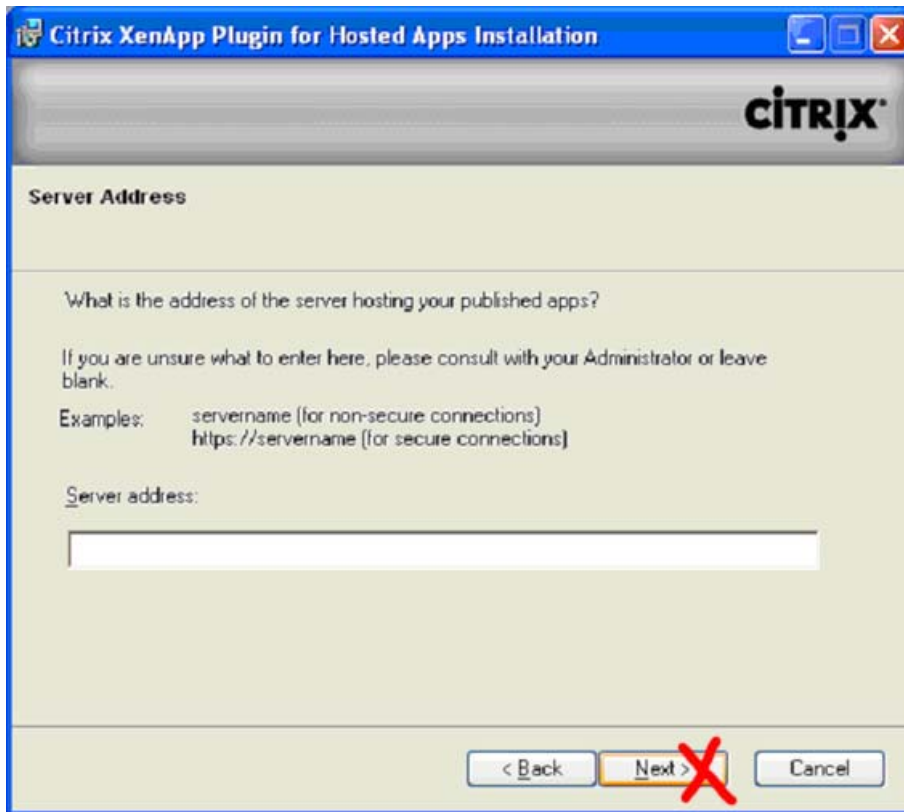 Citrix XenApp Plugin for Hosted Apps Installation
CITRIX
Server Address
What is the address of the server hosting your published apps?
If you are unsure what to enter here, please consult with your Administrator or leave
blank.
Examples: servername (for non-secure connections)
https://servername (for secure connections)
Server address:
< Back Next > Cancel